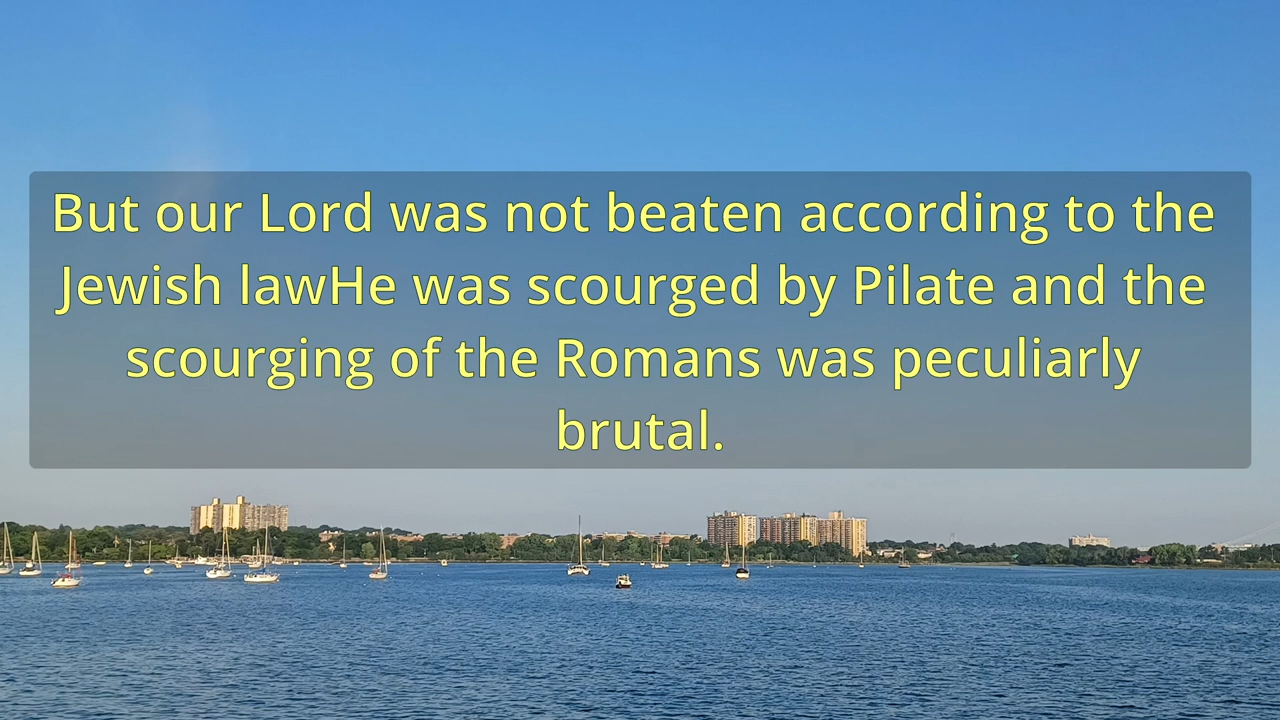 But our Lord was not beaten according to the
Jewish lawHe was scourged by Pilate and the
scourging of the Romans was peculiarly
brutal.